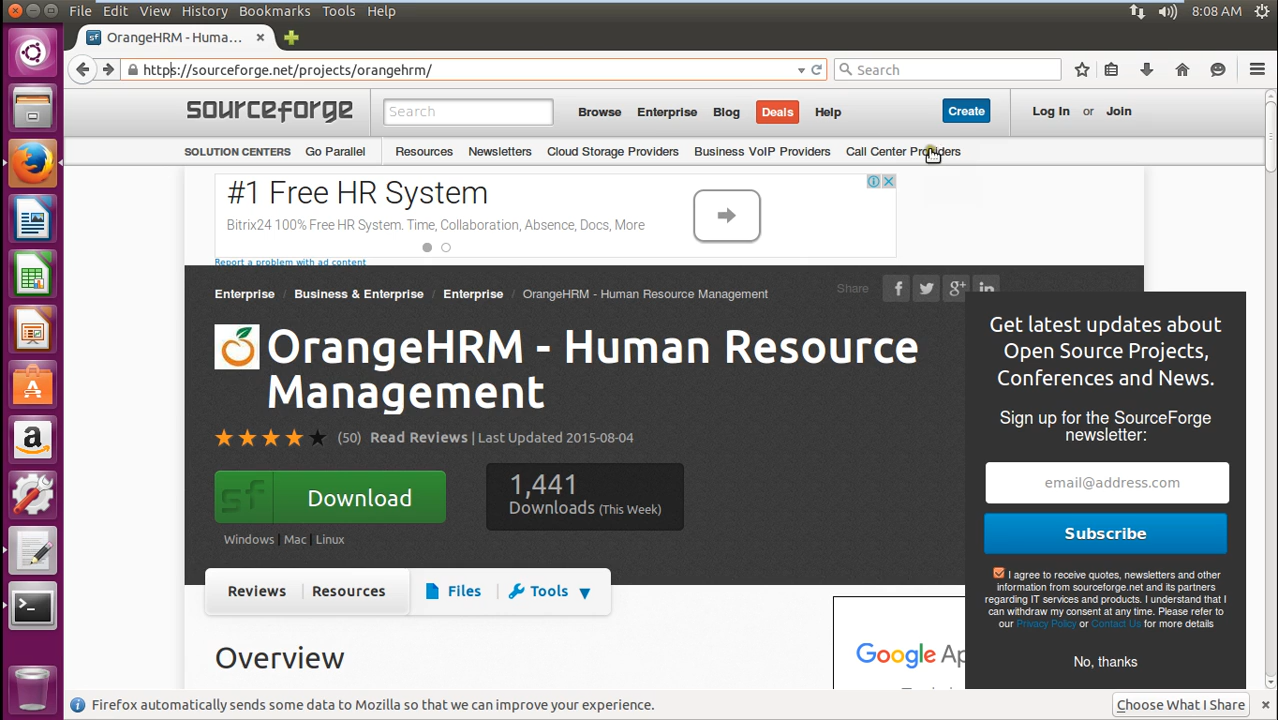 File Edit View History Bookmarks Tools Help
8:08 AM
sf OrangeHRM - Huma...
https://sourceforge.net/projects/orangehrm/
Search
sourceforge
Search
Browse Enterprise Blog Deals Help
Create
Log In or Join
SOLUTION CENTERS Go Parallel Resources Newsletters Cloud Storage Providers Business VoIP Providers Call Center Providers
#1 Free HR System
Bitrix24 100% Free HR System. Time, Collaboration, Absence, Docs, More
Report a problem with ad content
Enterprise / Business & Enterprise / Enterprise / OrangeHRM - Human Resource Management
Share
OrangeHRM - Human Resource
Management
(50) Read Reviews | Last Updated 2015-08-04
sf Download
1,441
Downloads (This Week)
Windows | Mac | Linux
Reviews Resources Files Tools
Overview
Google Ap
Get latest updates about
Open Source Projects,
Conferences and News.
Sign up for the SourceForge
newsletter:
email@address.com
Subscribe
I agree to receive quotes, newsletters and other
information from sourceforge.net and its partners
regarding IT services and products. I understand that I
can withdraw my consent at any time. Please refer to
our Privacy Policy or Contact Us for more details
No, thanks
Firefox automatically sends some data to Mozilla so that we can improve your experience.
Choose What I Share